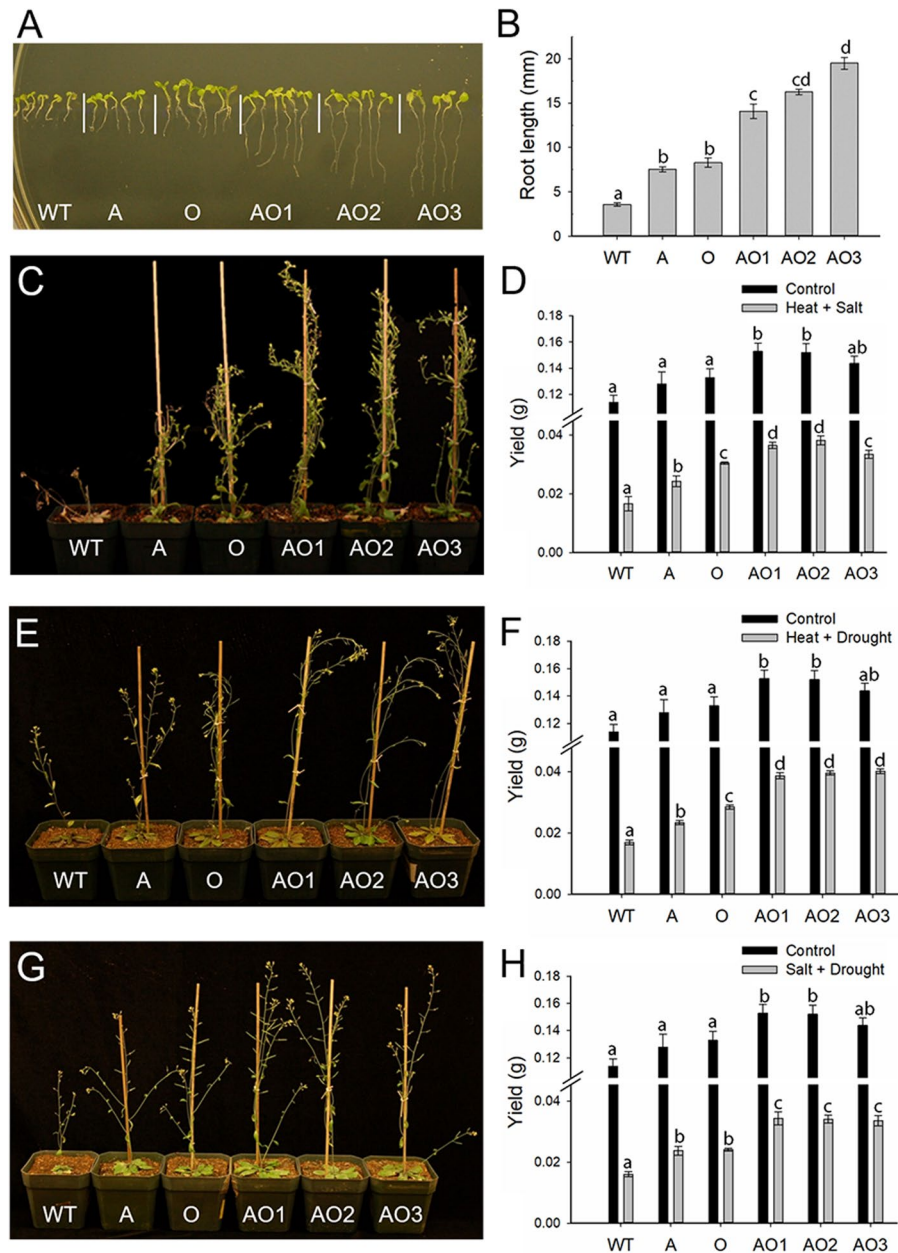 A
WT A O AO1 AO2 AO3
B
Root length (mm)
20
15
10
5
0
a b b c cd d
WT A O AO1 AO2 AO3
C
WT A O AO1 AO2 AO3
D
Control
Heat + Salt
Yield (g)
0.18
0.16
0.14
0.12
0.04
0.02
0.00
a a a b b ab
a b c d d c
WT A O AO1 AO2 AO3
E
WT A O AO1 AO2 AO3
F
Control
Heat + Drought
Yield (g)
0.18
0.16
0.14
0.12
0.04
0.02
0.00
a a a b b ab
a b c d d d
WT A O AO1 AO2 AO3
G
WT A O AO1 AO2 AO3
H
Control
Salt + Drought
Yield (g)
0.18
0.16
0.14
0.12
0.04
0.02
0.00
a a a b b ab
a b b c c c
WT A O AO1 AO2 AO3